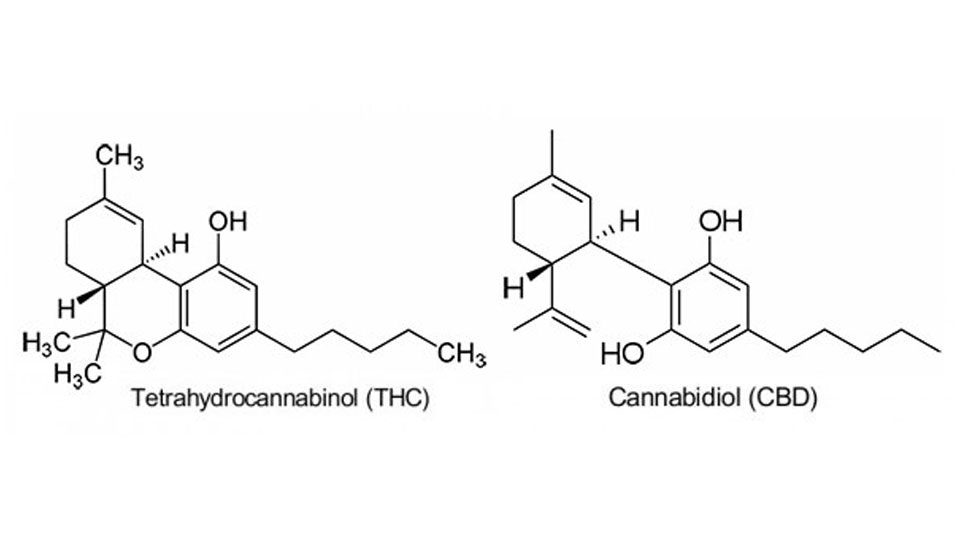 CH₃
OH
H
H
H₃C
H₃C
O
CH₃
Tetrahydrocannabinol (THC)
OH
H
H
HO
Cannabidiol (CBD)